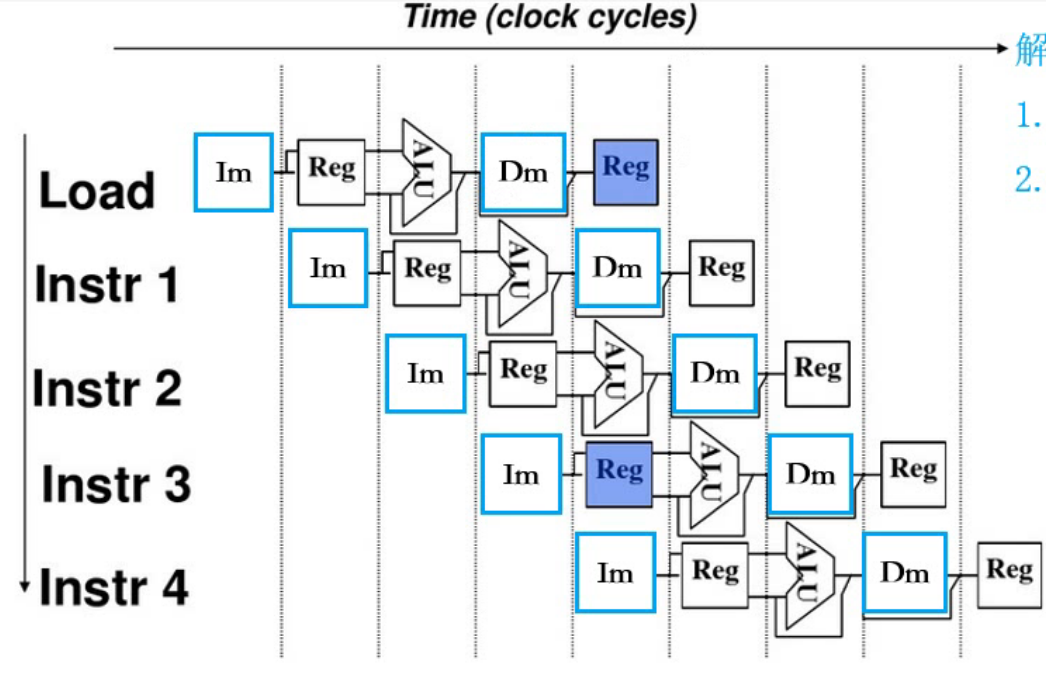 Time (clock cycles)
解
1.
2.
Load Im Reg ALU Dm Reg
Instr 1 Im Reg ALU Dm Reg
Instr 2 Im Reg ALU Dm Reg
Instr 3 Im Reg ALU Dm Reg
Instr 4 Im Reg ALU Dm Reg